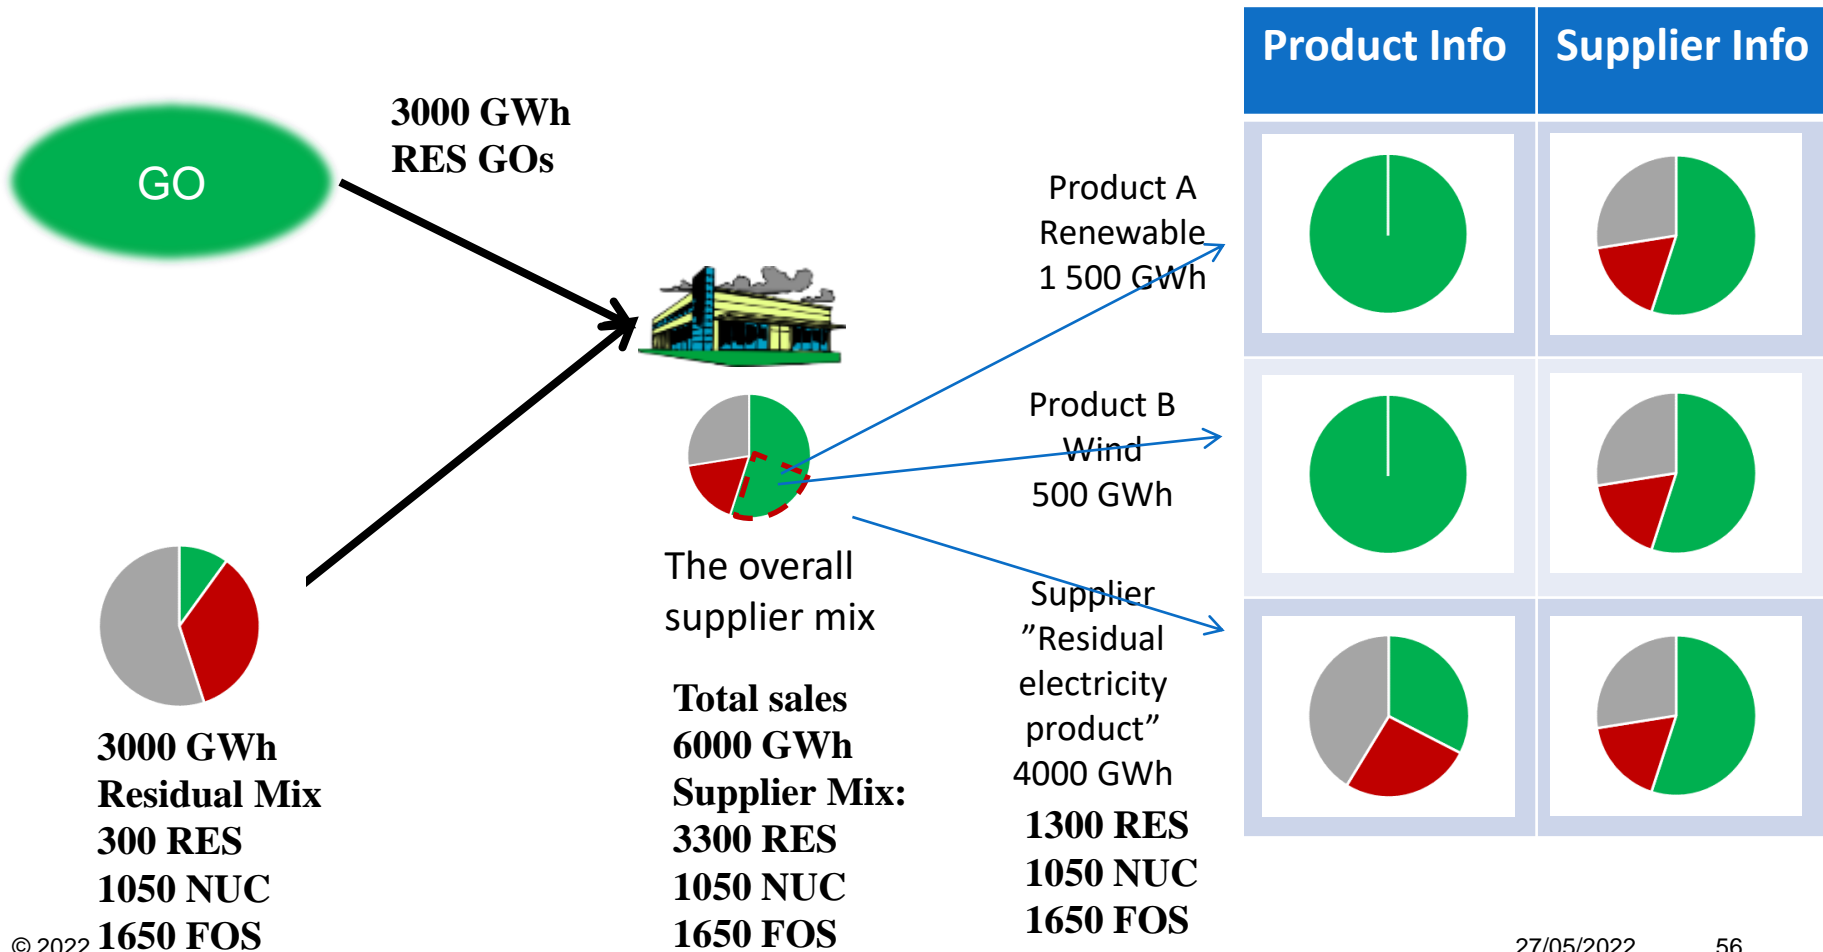 Product Info
Supplier Info
GO
3000 GWh
RES GOs
Product A
Renewable
1 500 GWh
Product B
Wind
500 GWh
The overall
supplier mix
Supplier
”Residual
electricity
product”
4000 GWh
3000 GWh
Residual Mix
300 RES
1050 NUC
1650 FOS
Total sales
6000 GWh
Supplier Mix:
3300 RES
1050 NUC
1650 FOS
1300 RES
1050 NUC
1650 FOS
© 2022
27/05/2022
56